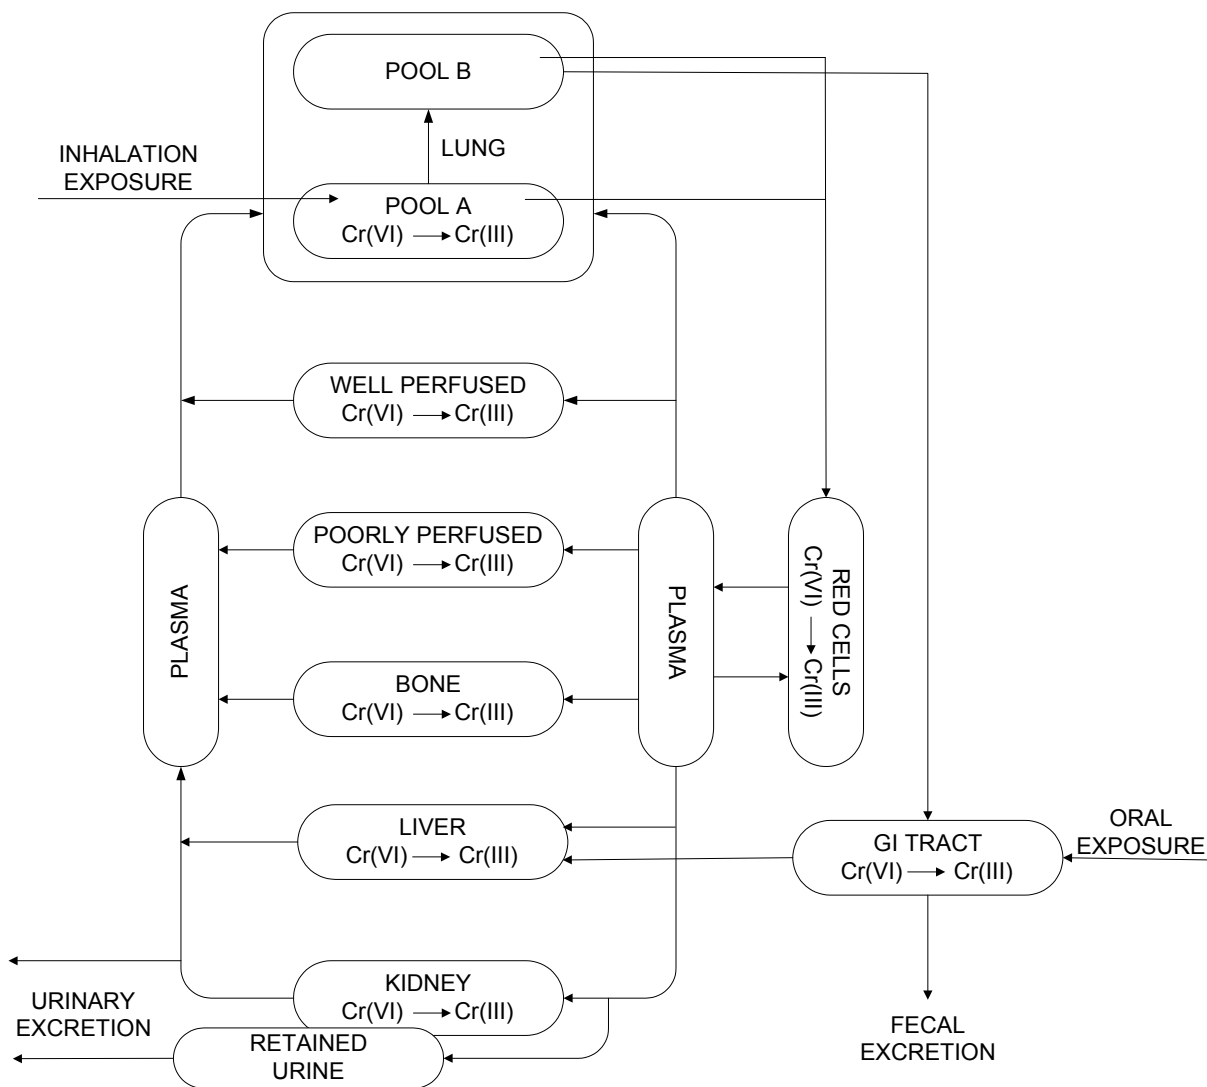 POOL B
LUNG
INHALATION
EXPOSURE
POOL A
Cr(VI) Cr(III)
WELL PERFUSED
Cr(VI) Cr(III)
POORLY PERFUSED
Cr(VI) Cr(III)
PLASMA
PLASMA
RED CELLS
Cr(VI) Cr(III)
BONE
Cr(VI) Cr(III)
LIVER
Cr(VI) Cr(III)
GI TRACT
Cr(VI) Cr(III)
ORAL
EXPOSURE
KIDNEY
Cr(VI) Cr(III)
URINARY
EXCRETION
RETAINED
URINE
FECAL
EXCRETION